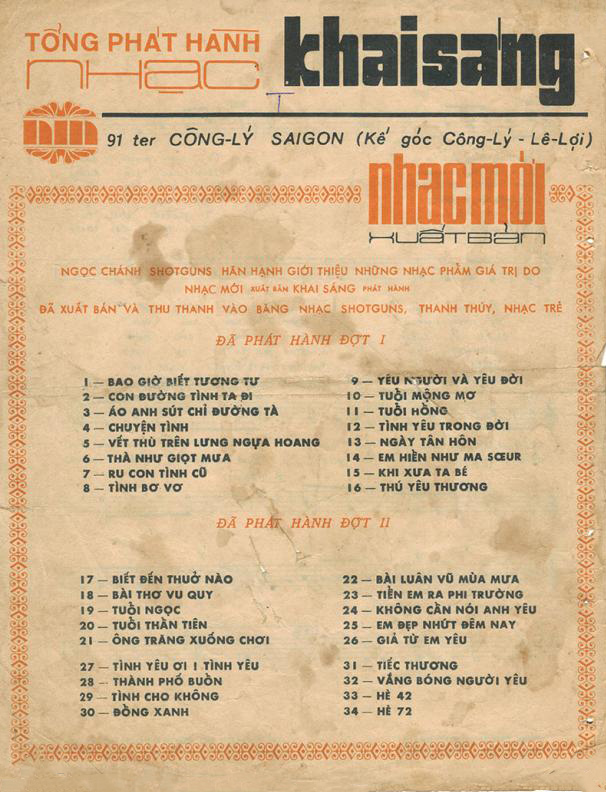 TỔNG PHÁT HÀNH
nhạc khaisáng
91 ter CÔNG-LÝ SAIGON (Kế góc Công-Lý - Lê-Lợi)
nhạcmới
XUẤTBẢN
NGỌC CHÁNH SHOTGUNS HÂN HẠNH GIỚI THIỆU NHỮNG NHẠC PHẨM GIÁ TRỊ DO
NHẠC MỚI XUẤT BẢN KHAI SÁNG PHÁT HÀNH
ĐÃ XUẤT BẢN VÀ THU THANH VÀO BĂNG NHẠC SHOTGUNS, THANH THÚY, NHẠC TRẺ
ĐÃ PHÁT HÀNH ĐỢT I
1 — BAO GIỜ BIẾT TƯƠNG TƯ
2 — CON ĐƯỜNG TÌNH TA ĐI
3 — ÁO ANH SÚT CHỈ ĐƯỜNG TÀ
4 — CHUYỆN TÌNH
5 — VẾT THÙ TRÊN LƯNG NGỰA HOANG
6 — THÀ NHƯ GIỌT MƯA
7 — RU CON TÌNH CŨ
8 — TÌNH BƠ VƠ
9 — YÊU NGƯỜI VÀ YÊU ĐỜI
10 — TUỔI MỘNG MƠ
11 — TUỔI HỒNG
12 — TÌNH YÊU TRONG ĐỜI
13 — NGÀY TÂN HÔN
14 — EM HIỀN NHƯ MA SŒUR
15 — KHI XƯA TA BÉ
16 — THÚ YÊU THƯƠNG
ĐÃ PHÁT HÀNH ĐỢT II
17 — BIẾT ĐẾN THUỞ NÀO
18 — BÀI THƠ VU QUY
19 — TUỔI NGỌC
20 — TUỔI THẦN TIÊN
21 — ÔNG TRĂNG XUỐNG CHƠI
22 — BÀI LUÂN VŨ MÙA MƯA
23 — TIỄN EM RA PHI TRƯỜNG
24 — KHÔNG CẦN NÓI ANH YÊU
25 — EM ĐẸP NHỨT ĐÊM NAY
26 — GIẢ TỪ EM YÊU
27 — TÌNH YÊU ƠI ! TÌNH YÊU
28 — THÀNH PHỐ BUỒN
29 — TÌNH CHO KHÔNG
30 — ĐỒNG XANH
31 — TIẾC THƯƠNG
32 — VẮNG BÓNG NGƯỜI YÊU
33 — HÈ 42
34 — HÈ 72